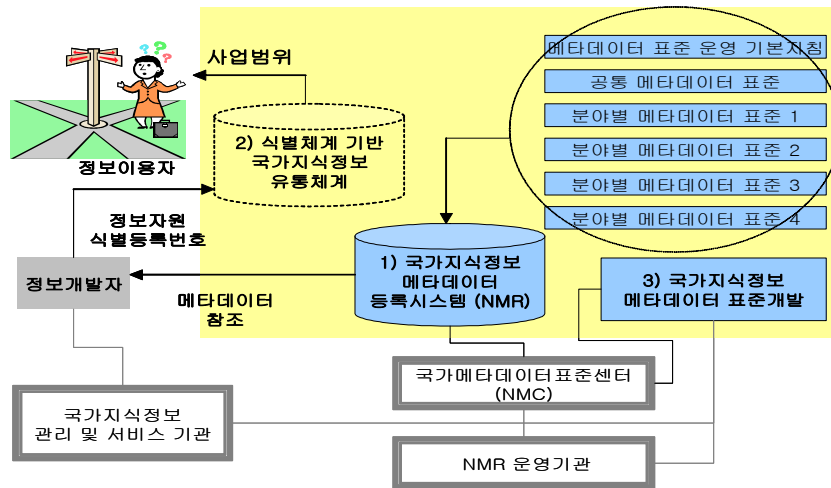 사업범위
정보이용자
2) 식별체계 기반
국가지식정보
유통체계
메타데이터 표준 운영 기본지침
공통 메타데이터 표준
분야별 메타데이터 표준 1
분야별 메타데이터 표준 2
분야별 메타데이터 표준 3
분야별 메타데이터 표준 4
정보자원
식별등록번호
정보개발자
1) 국가지식정보
메타데이터
등록시스템 (NMR)
3) 국가지식정보
메타데이터 표준개발
메타데이터
참조
국가메타데이터표준센터
(NMC)
국가지식정보
관리 및 서비스 기관
NMR 운영기관